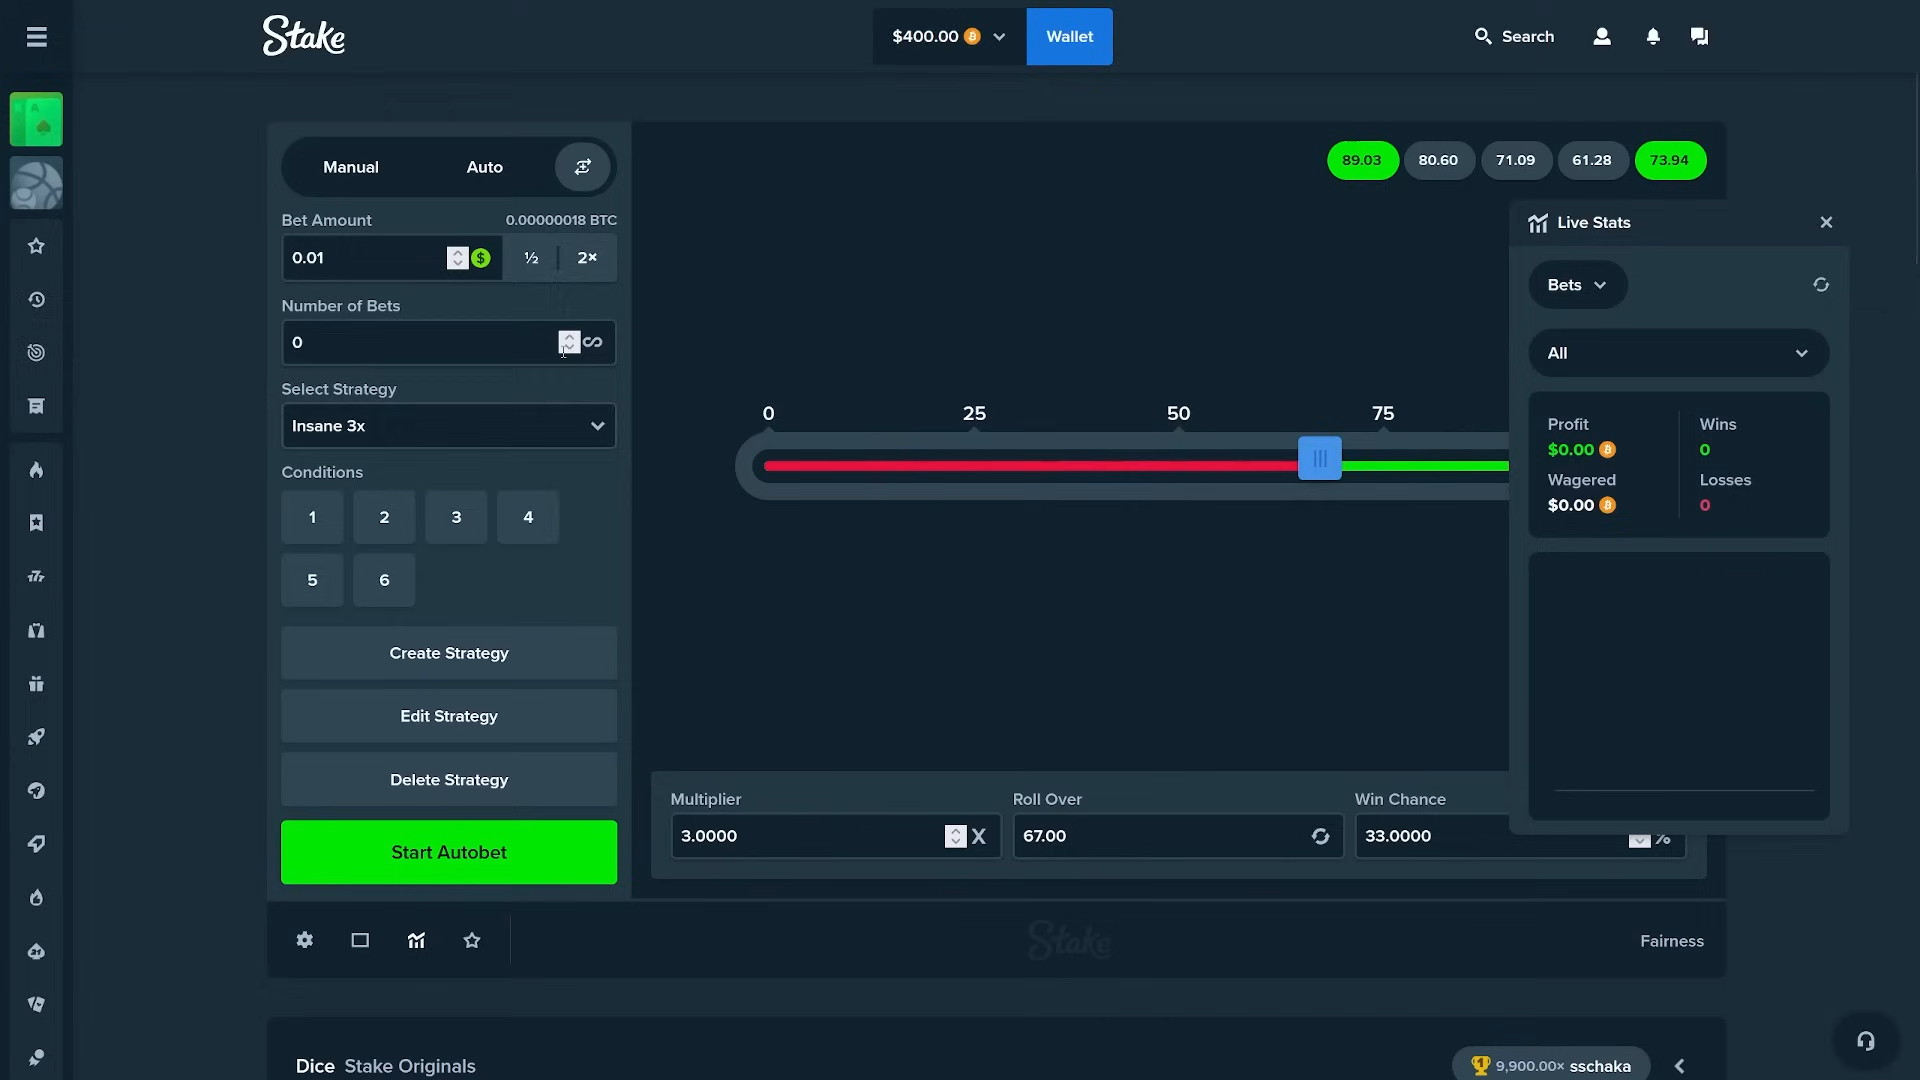 Stake
$400.00
Wallet
Search
Manual
Auto
89.03
80.60
71.09
61.28
73.94
Bet Amount
0.00000018 BTC
0.01
½
2×
Number of Bets
0
Select Strategy
Insane 3x
Conditions
1
2
3
4
5
6
Create Strategy
Edit Strategy
Delete Strategy
Start Autobet
0
25
50
75
Live Stats
Bets
All
Profit
Wins
$0.00
0
Wagered
Losses
$0.00
0
Multiplier
Roll Over
Win Chance
3.0000
X
67.00
33.0000
%
Stake
Fairness
Dice
Stake Originals
9,900.00× sschaka